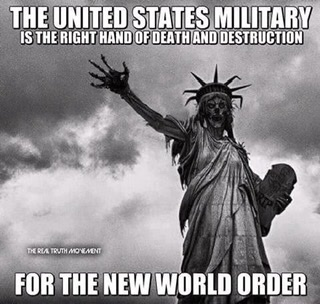 THE UNITED STATES MILITARY
IS THE RIGHT HAND OF DEATH AND DESTRUCTION
THE REAL TRUTH MOVEMENT
FOR THE NEW WORLD ORDER